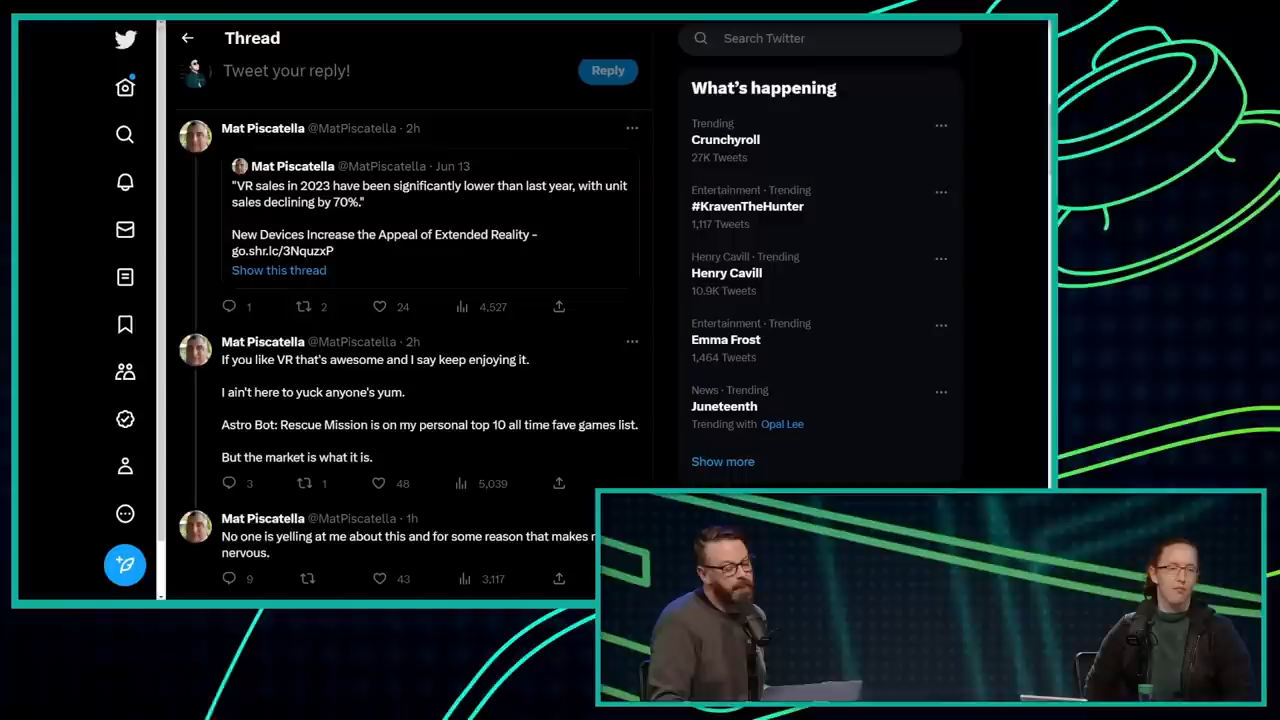 Thread
Tweet your reply!
Reply
Mat Piscatella @MatPiscatella · 2h
Mat Piscatella @MatPiscatella · Jun 13
"VR sales in 2023 have been significantly lower than last year, with unit
sales declining by 70%."
New Devices Increase the Appeal of Extended Reality –
go.shr.lc/3NquzxP
Show this thread
1 2 24 4,527
Mat Piscatella @MatPiscatella · 2h
If you like VR that's awesome and I say keep enjoying it.
I ain't here to yuck anyone's yum.
Astro Bot: Rescue Mission is on my personal top 10 all time fave games list.
But the market is what it is.
3 1 48 5,039
Mat Piscatella @MatPiscatella · 1h
No one is yelling at me about this and for some reason that makes
nervous.
9 43 3,117
Search Twitter
What's happening
Trending
Crunchyroll
27K Tweets
Entertainment · Trending
#KravenTheHunter
1,117 Tweets
Henry Cavill · Trending
Henry Cavill
10.9K Tweets
Entertainment · Trending
Emma Frost
1,464 Tweets
News · Trending
Juneteenth
Trending with Opal Lee
Show more